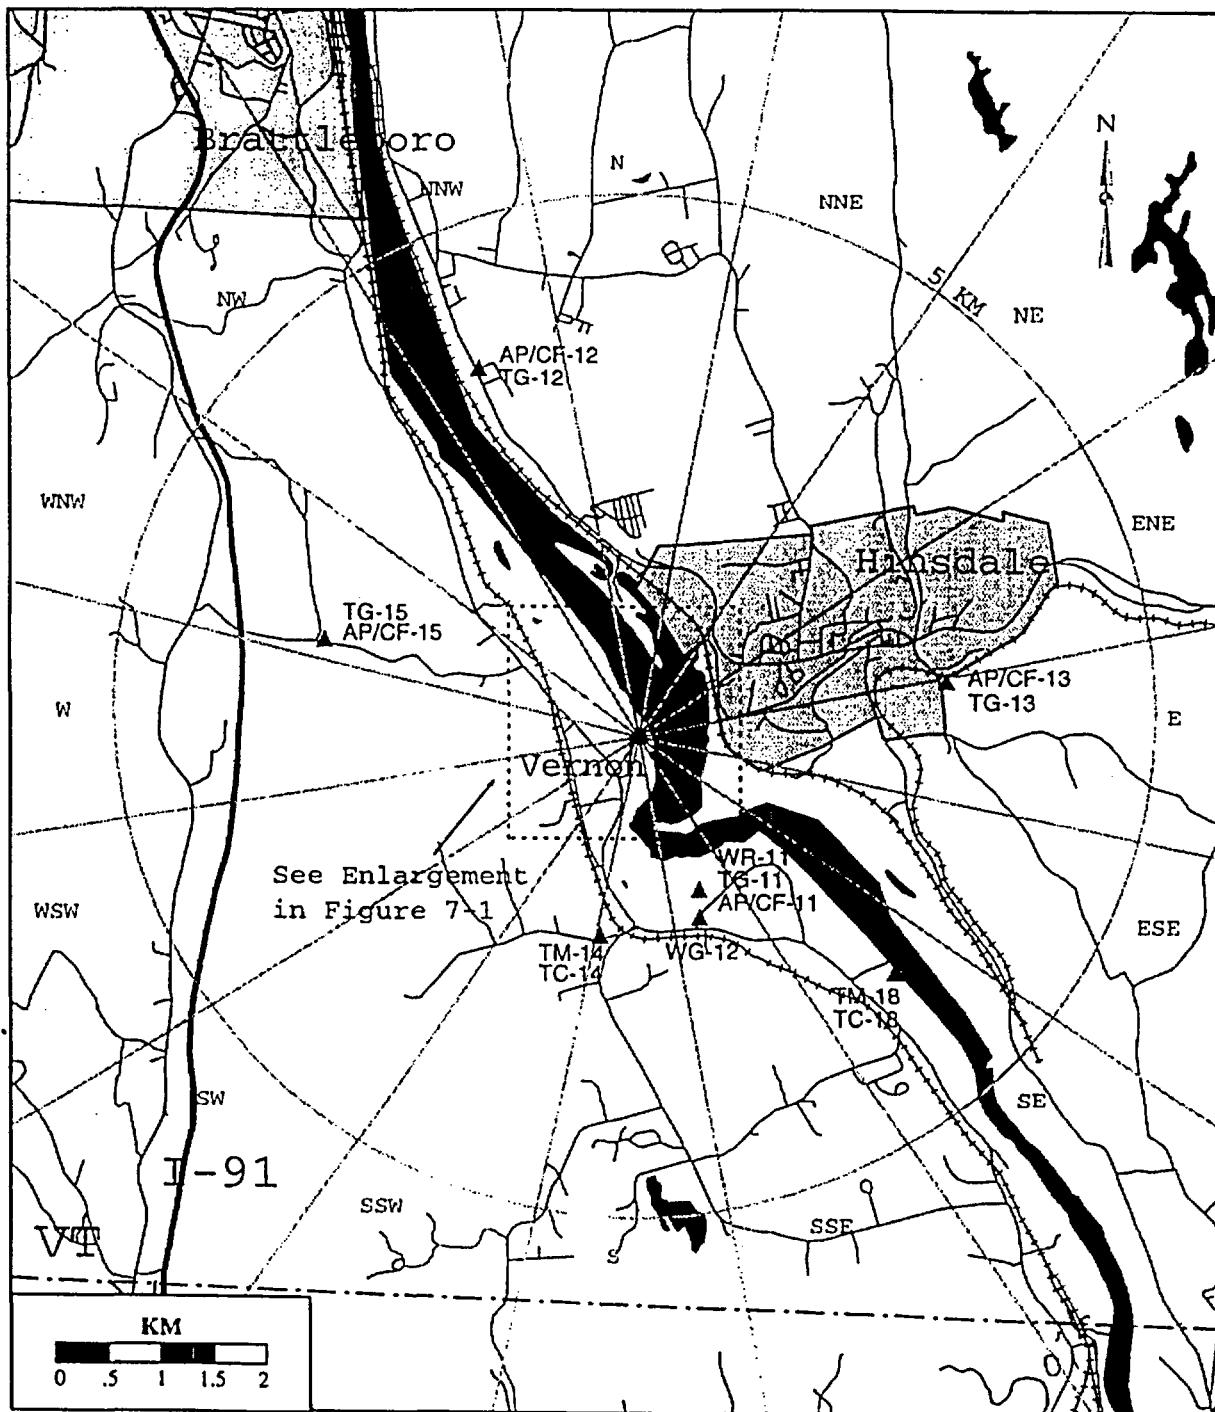 Brattleboro
N
N
NNW
NNE
NW
5 KM
NE
AP/CF-12
TG-12
WNW
ENE
Hinsdale
TG-15
AP/CF-15
AP/CF-13
TG-13
W
E
Vernon
See Enlargement
in Figure 7-1
WR-11
TG-11
AP/CF-11
WSW
ESE
TM-14
TC-14
WG-12
TM-18
TC-18
SW
SE
I-91
SSW
SSE
VT
S
KM
0 .5 1 1.5 2